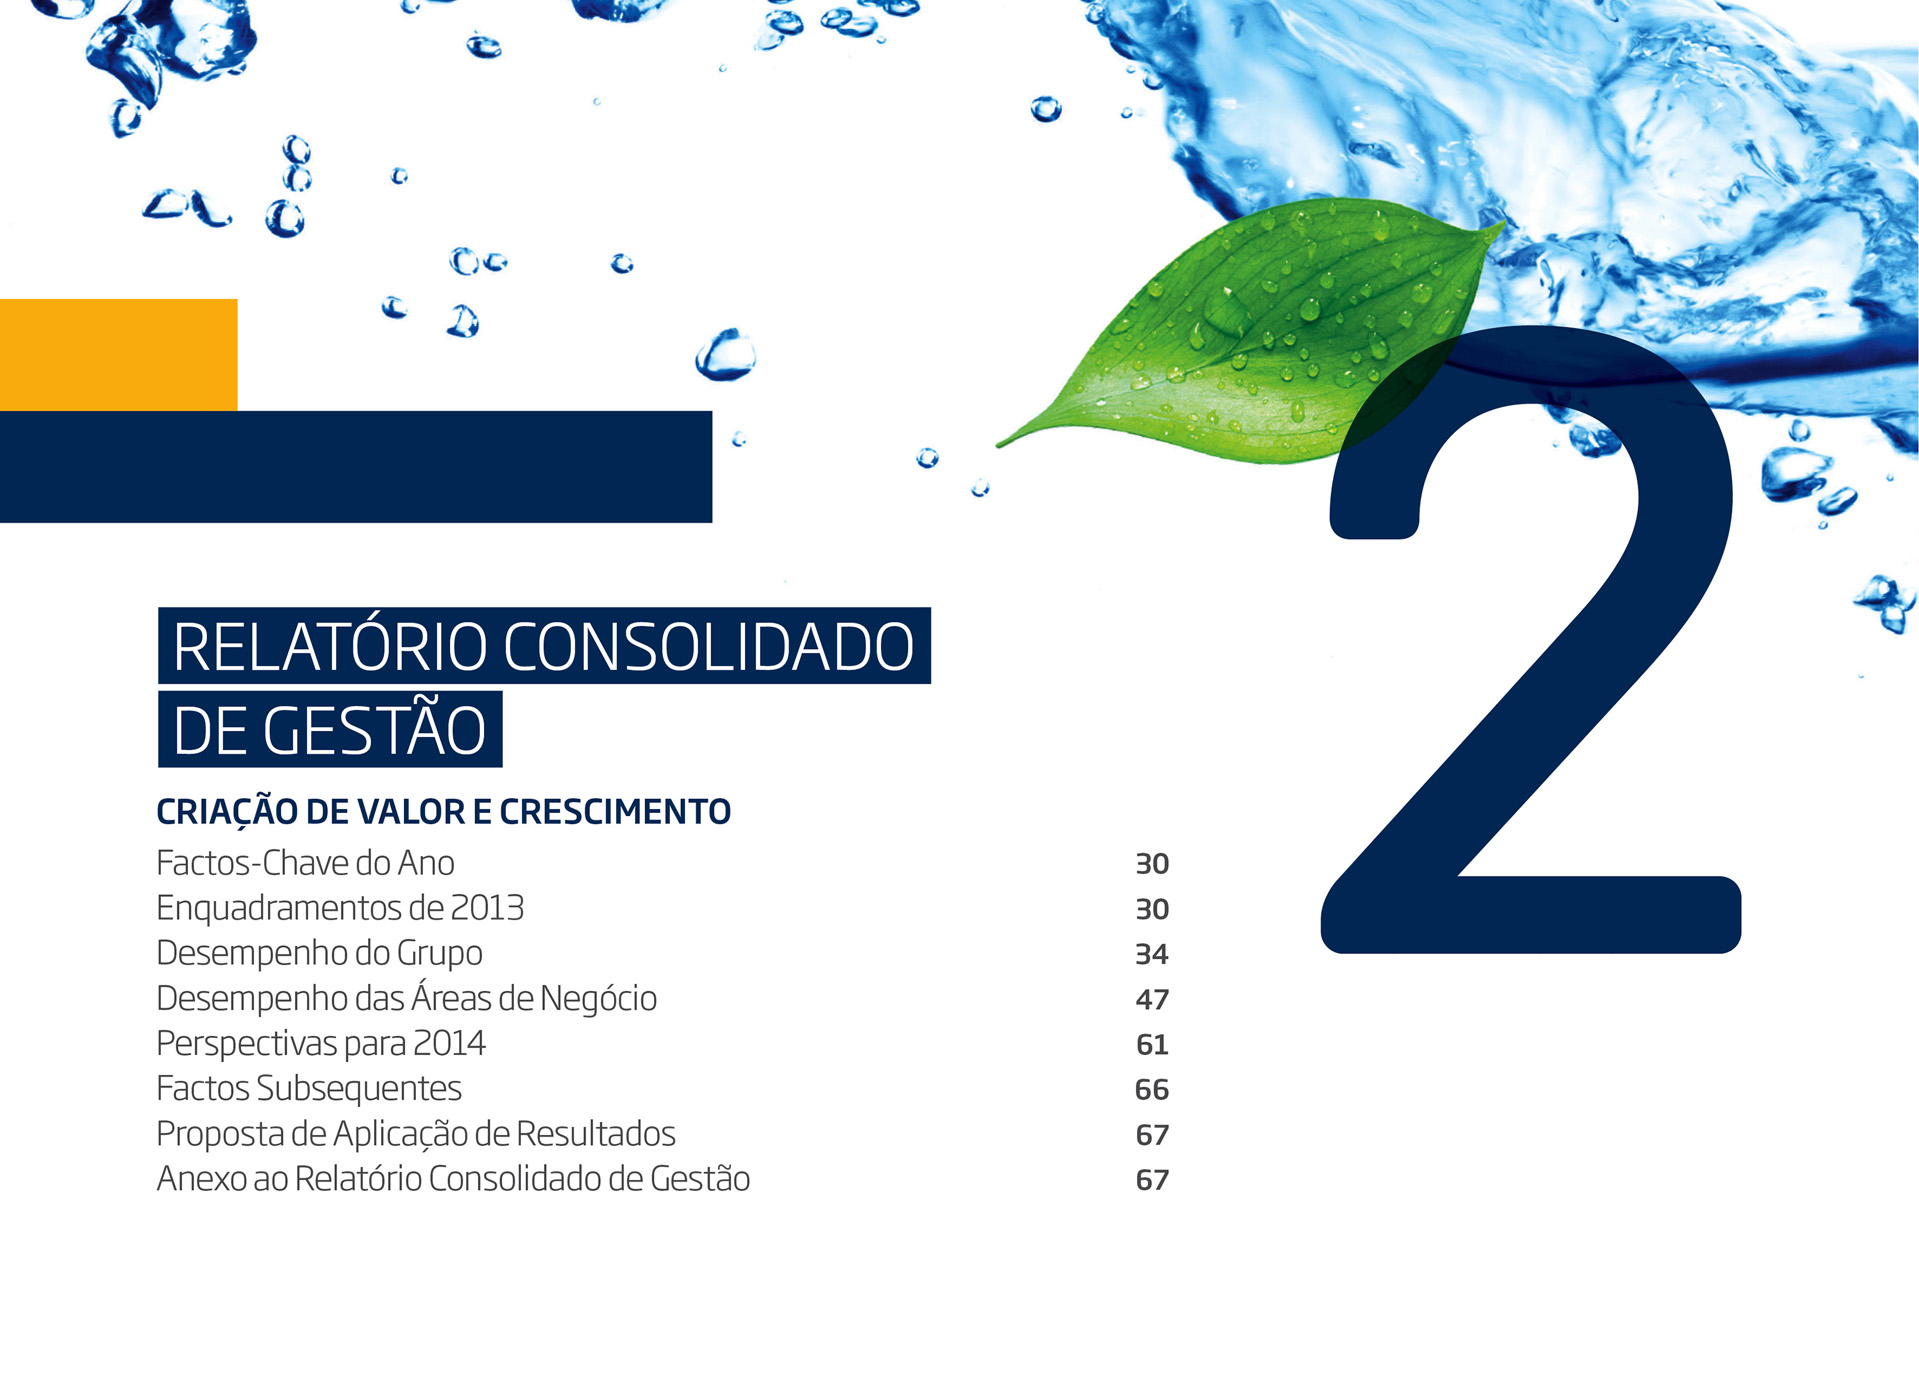 2
RELATÓRIO CONSOLIDADO
DE GESTÃO
CRIAÇÃO DE VALOR E CRESCIMENTO
Factos-Chave do Ano 30
Enquadramentos de 2013 30
Desempenho do Grupo 34
Desempenho das Áreas de Negócio 47
Perspectivas para 2014 61
Factos Subsequentes 66
Proposta de Aplicação de Resultados 67
Anexo ao Relatório Consolidado de Gestão 67